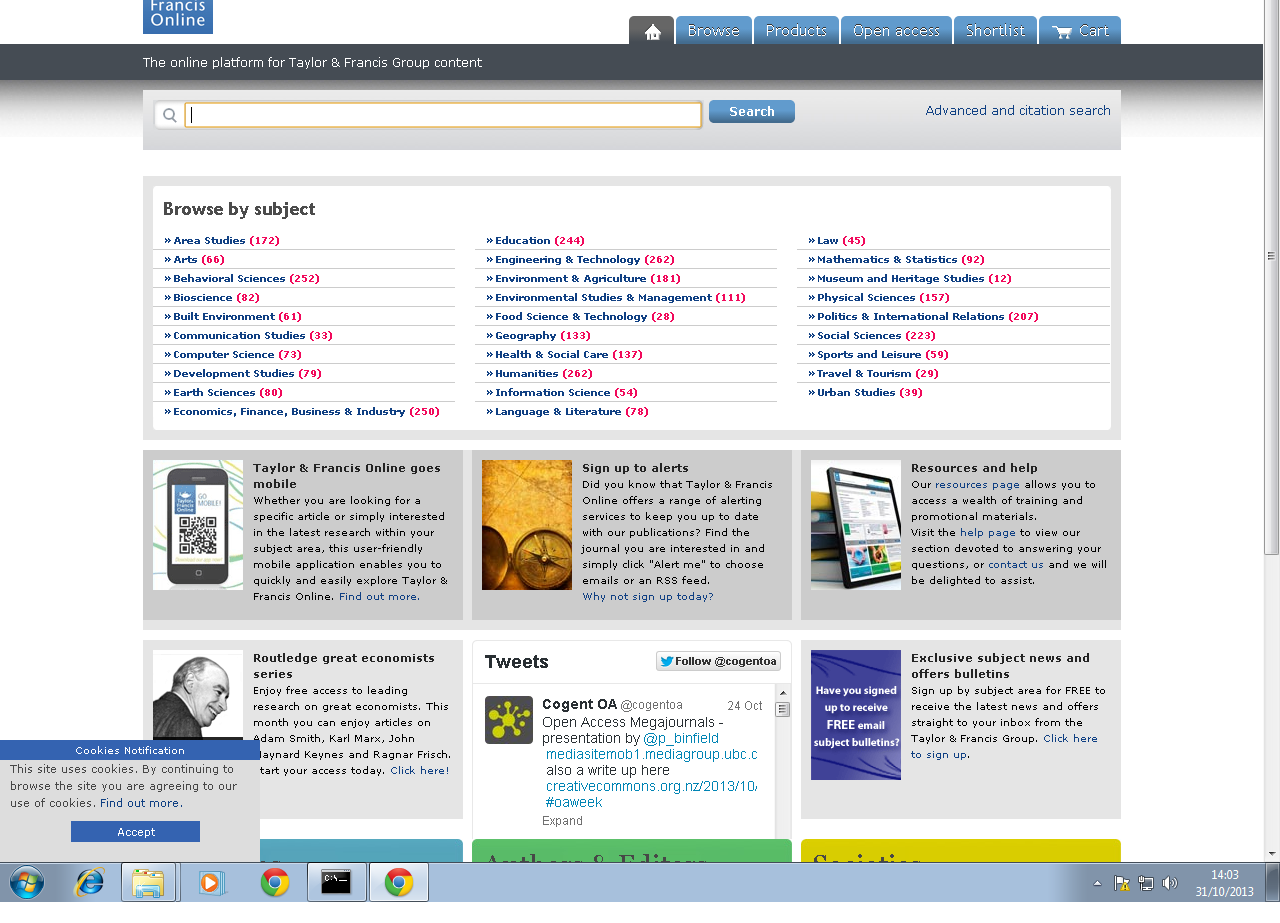 Francis
Online
Browse
Products
Open access
Shortlist
Cart
The online platform for Taylor & Francis Group content
Search
Advanced and citation search
Browse by subject
» Area Studies (172)
» Arts (66)
» Behavioral Sciences (252)
» Bioscience (82)
» Built Environment (61)
» Communication Studies (33)
» Computer Science (73)
» Development Studies (79)
» Earth Sciences (80)
» Economics, Finance, Business & Industry (250)
» Education (244)
» Engineering & Technology (262)
» Environment & Agriculture (181)
» Environmental Studies & Management (111)
» Food Science & Technology (28)
» Geography (133)
» Health & Social Care (137)
» Humanities (262)
» Information Science (54)
» Language & Literature (78)
» Law (45)
» Mathematics & Statistics (92)
» Museum and Heritage Studies (12)
» Physical Sciences (157)
» Politics & International Relations (207)
» Social Sciences (223)
» Sports and Leisure (59)
» Travel & Tourism (29)
» Urban Studies (39)
Taylor & Francis Online
GO MOBILE!
Taylor & Francis Online goes
mobile
Whether you are looking for a
specific article or simply interested
in the latest research within your
subject area, this user-friendly
mobile application enables you to
quickly and easily explore Taylor &
Francis Online. Find out more.
Sign up to alerts
Did you know that Taylor & Francis
Online offers a range of alerting
services to keep you up to date
with our publications? Find the
journal you are interested in and
simply click "Alert me" to choose
emails or an RSS feed.
Why not sign up today?
Resources and help
Our resources page allows you to
access a wealth of training and
promotional materials.
Visit the help page to view our
section devoted to answering your
questions, or contact us and we will
be delighted to assist.
Routledge great economists
series
Enjoy free access to leading
research on great economists. This
month you can enjoy articles on
Adam Smith, Karl Marx, John
Maynard Keynes and Ragnar Frisch.
Start your access today. Click here!
Tweets
Follow @cogentoa
Cogent OA @cogentoa 24 Oct
Open Access Megajournals -
presentation by @p_binfield
mediasitemob1.mediagroup.ubc.c
also a write up here
creativecommons.org.nz/2013/10/
#oaweek
Expand
Have you signed
up to receive
FREE email
subject bulletins?
Exclusive subject news and
offers bulletins
Sign up by subject area for FREE to
receive the latest news and offers
straight to your inbox from the
Taylor & Francis Group. Click here
to sign up.
Cookies Notification
This site uses cookies. By continuing to
browse the site you are agreeing to our
use of cookies. Find out more.
Accept
Authors & Editors
Societies
C:\.
14:03
31/10/2013